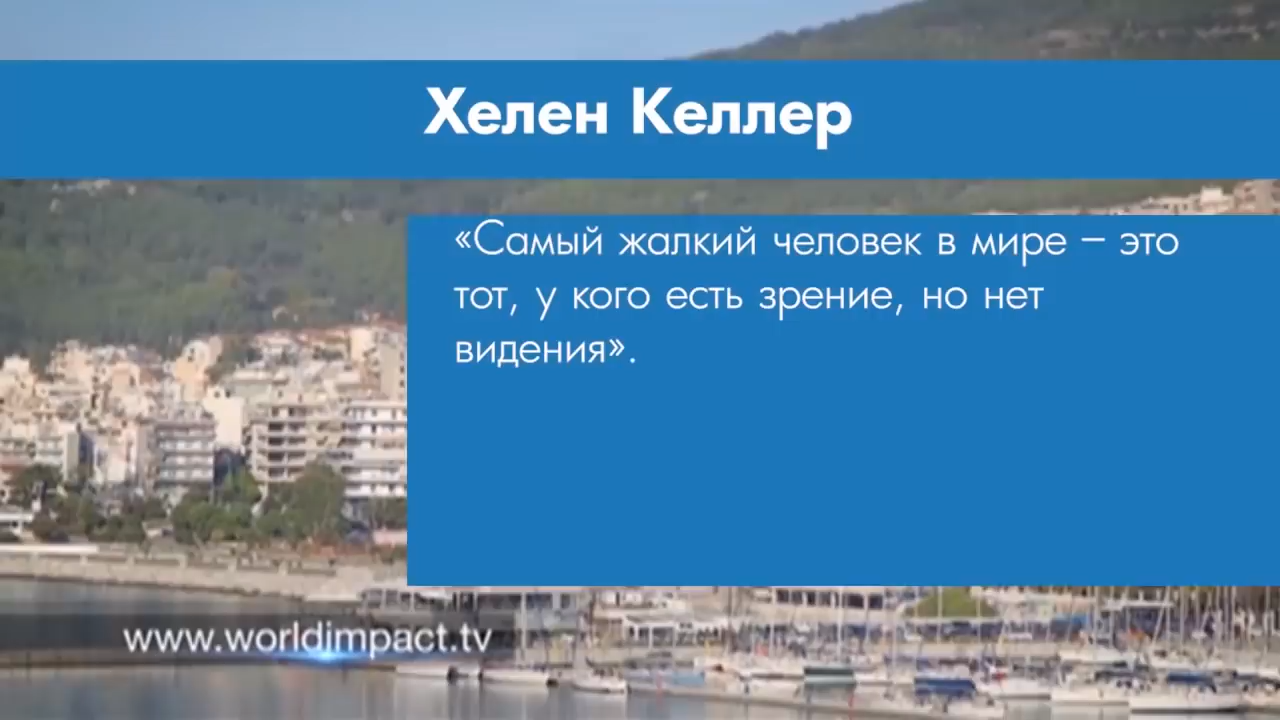 Хелен Келлер
«Самый жалкий человек в мире – это
тот, у кого есть зрение, но нет
видения».
www.worldimpact.tv